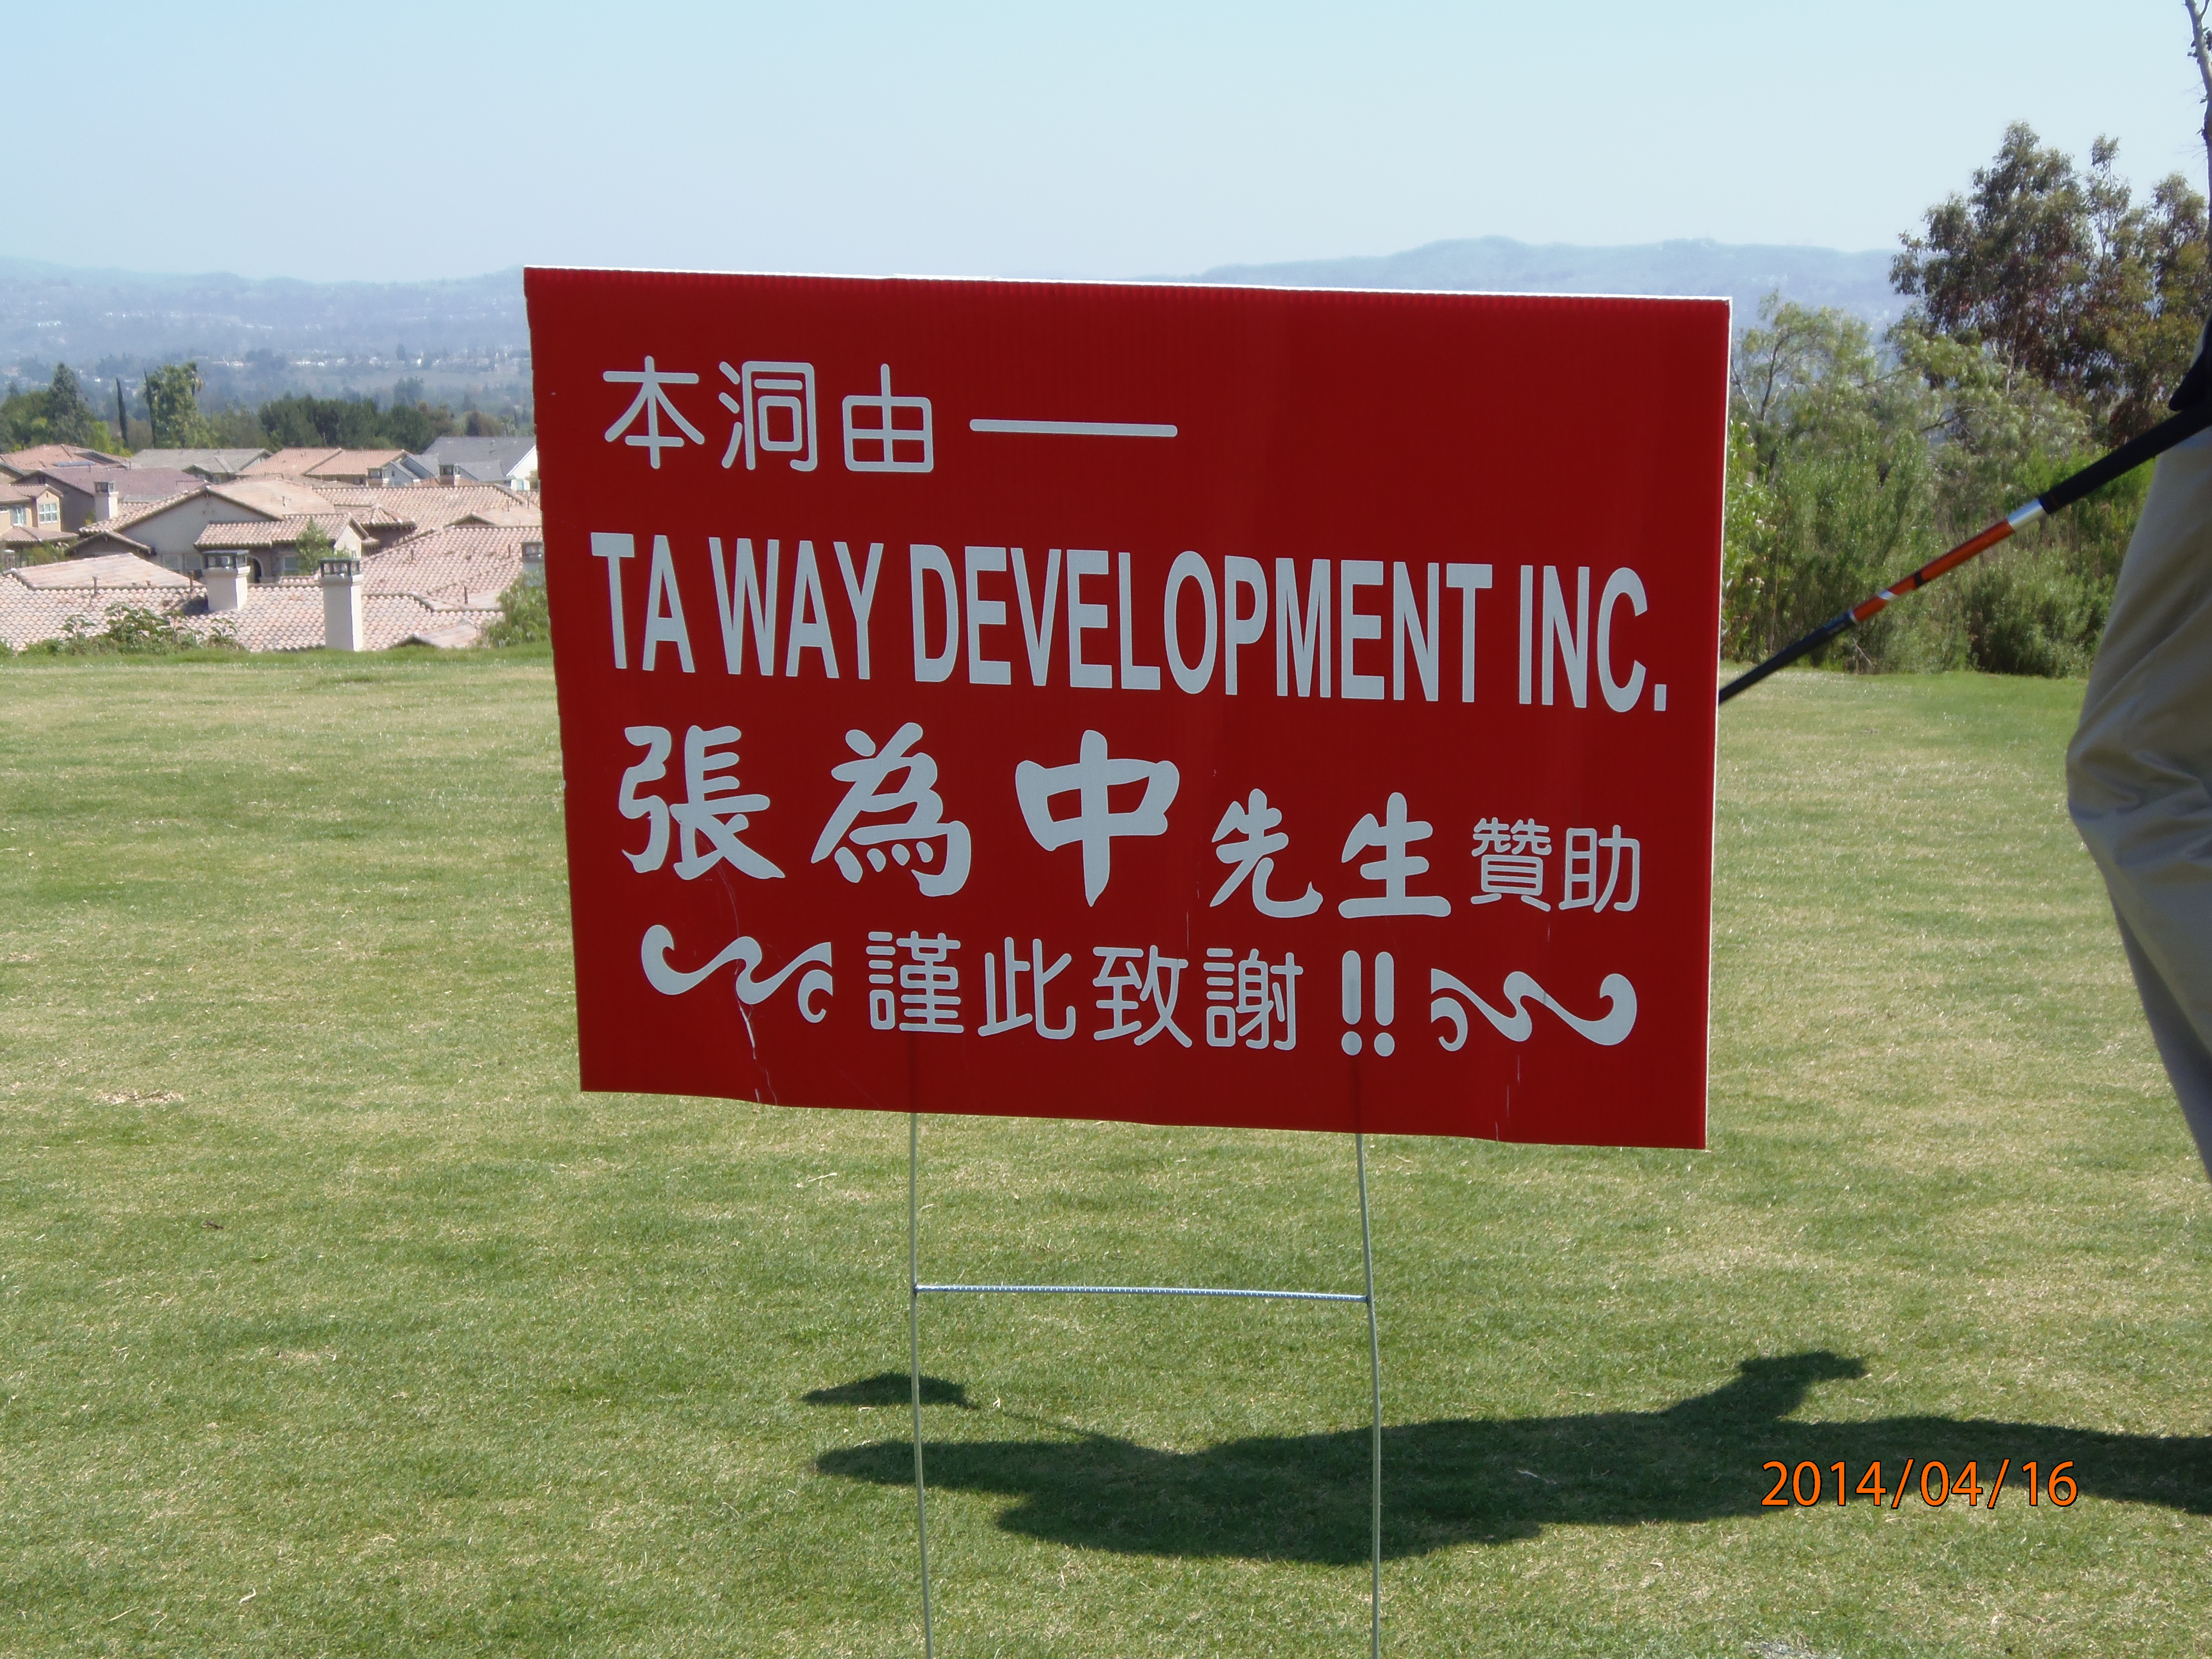 本洞由——
TA WAY DEVELOPMENT INC.
張為中先生贊助
謹此致謝!!
2014/04/16